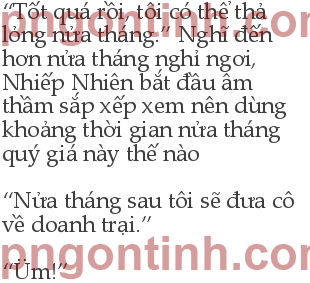 “Tốt quá rồi, tôi có thể thả
lỏng nửa tháng.” Nghĩ đến
hơn nửa tháng nghỉ ngơi,
Nhiếp Nhiên bắt đầu âm
thầm sắp xếp xem nên dùng
khoảng thời gian nửa tháng
quý giá này thế nào
“Nửa tháng sau tôi sẽ đưa cô
về doanh trại.”
“Ừm!”
pngontinh.com
pngontinh.com